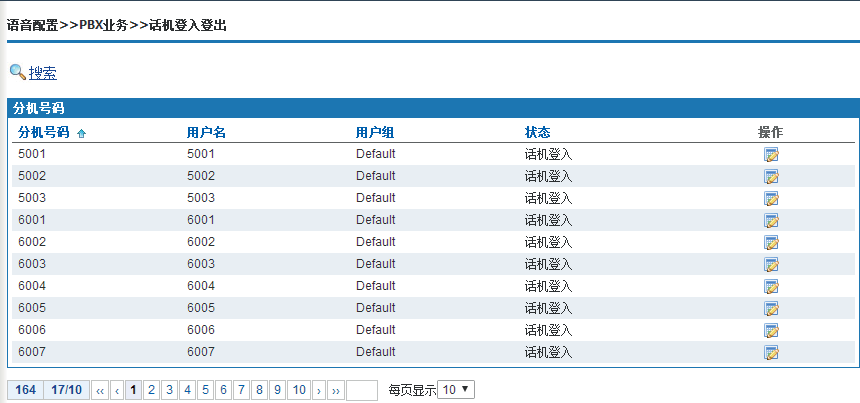 语音配置>>PBX业务>>话机登入登出
搜索
分机号码
分机号码 用户名 用户组 状态 操作
5001 5001 Default 话机登入
5002 5002 Default 话机登入
5003 5003 Default 话机登入
6001 6001 Default 话机登入
6002 6002 Default 话机登入
6003 6003 Default 话机登入
6004 6004 Default 话机登入
6005 6005 Default 话机登入
6006 6006 Default 话机登入
6007 6007 Default 话机登入
164 17/10 ‹‹ ‹ 1 2 3 4 5 6 7 8 9 10 › ›› 每页显示 10